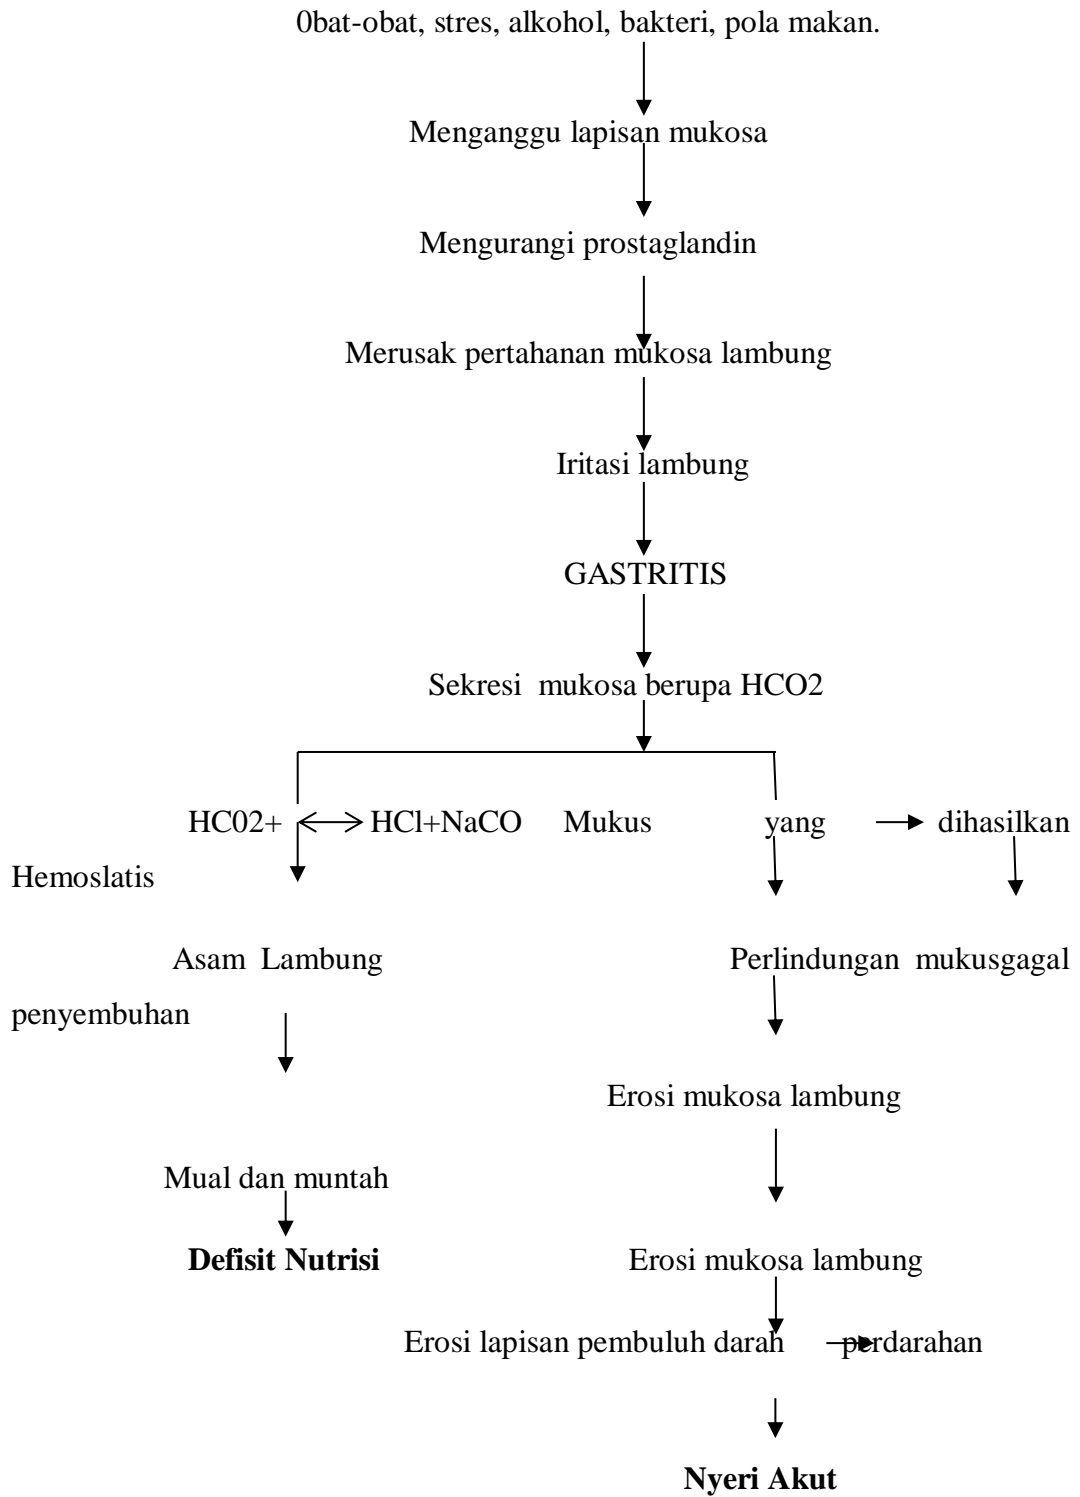 0bat-obat, stres, alkohol, bakteri, pola makan.
Menganggu lapisan mukosa
Mengurangi prostaglandin
Merusak pertahanan mukosa lambung
Iritasi lambung
GASTRITIS
Sekresi mukosa berupa HCO2
HC02+ HCl+NaCO Mukus yang dihasilkan
Hemoslatis
Asam Lambung Perlindungan mukusgagal
penyembuhan
Erosi mukosa lambung
Mual dan muntah
Defisit Nutrisi Erosi mukosa lambung
Erosi lapisan pembuluh darah perdarahan
Nyeri Akut